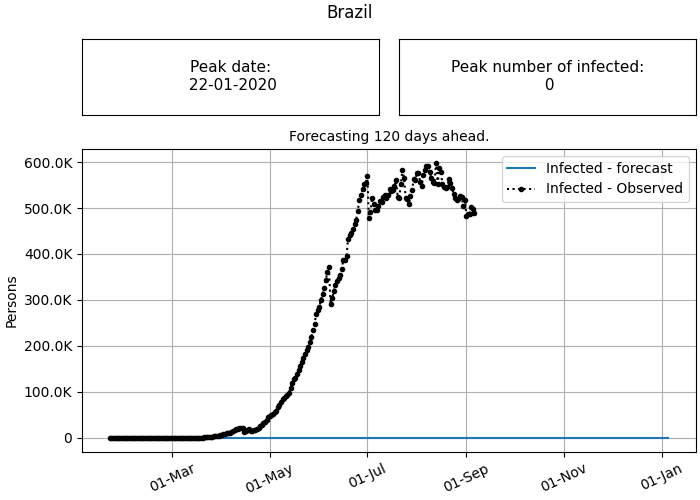 Brazil
Peak date:
22-01-2020
Peak number of infected:
0
Forecasting 120 days ahead.
600.0K
500.0K
400.0K
300.0K
200.0K
100.0K
0
Persons
Infected - forecast
Infected - Observed
01-Mar
01-May
01-Jul
01-Sep
01-Nov
01-Jan